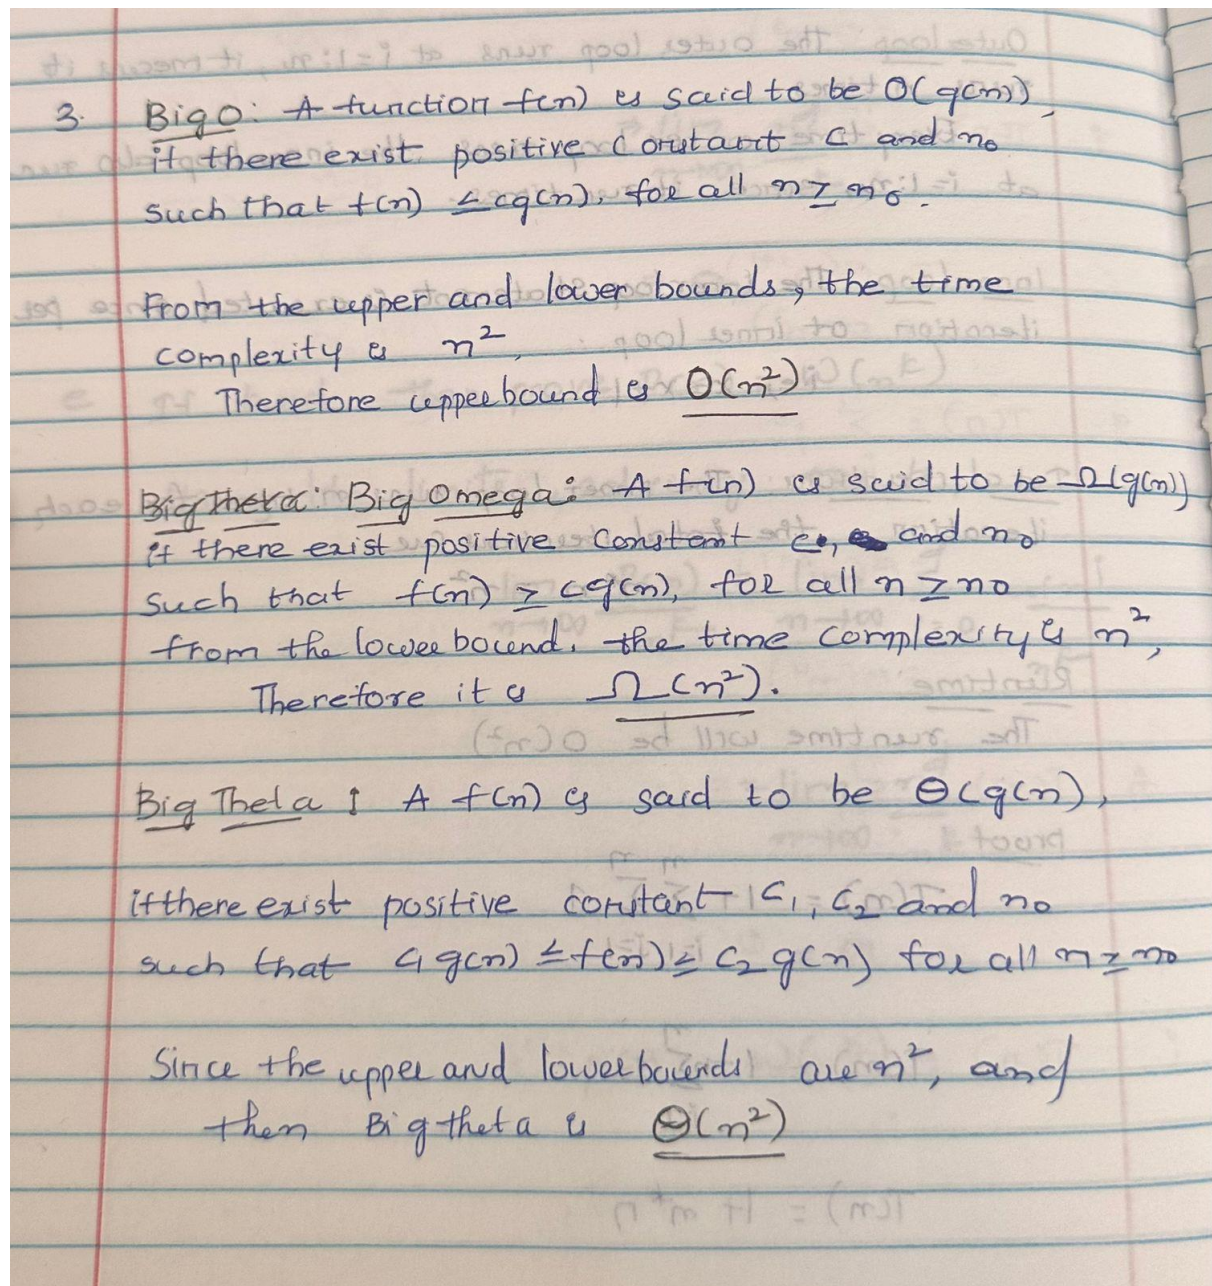 3. Big O: A function f(n) is said to be O(g(n)),
if there exist positive constant C and n₀
such that f(n) ≤ cg(n), for all n ≥ n₀.
From the upper and lower bounds, the time
complexity is n²,
Therefore upper bound is O(n²)
Big theta: Big Omega: A f(n) is said to be Ω(g(n))
if there exist positive constant c, and n₀
such that f(n) ≥ cg(n), for all n ≥ n₀
from the lower bound, the time complexity is n²,
Therefore it is Ω(n²).
Big Theta: A f(n) is said to be Θ(g(n),
if there exist positive constant C₁, C₂ and n₀
such that C₁g(n) ≤ f(n) ≤ C₂g(n) for all n ≥ n₀
Since the upper and lower bounds are n², and
then Big theta is Θ(n²)